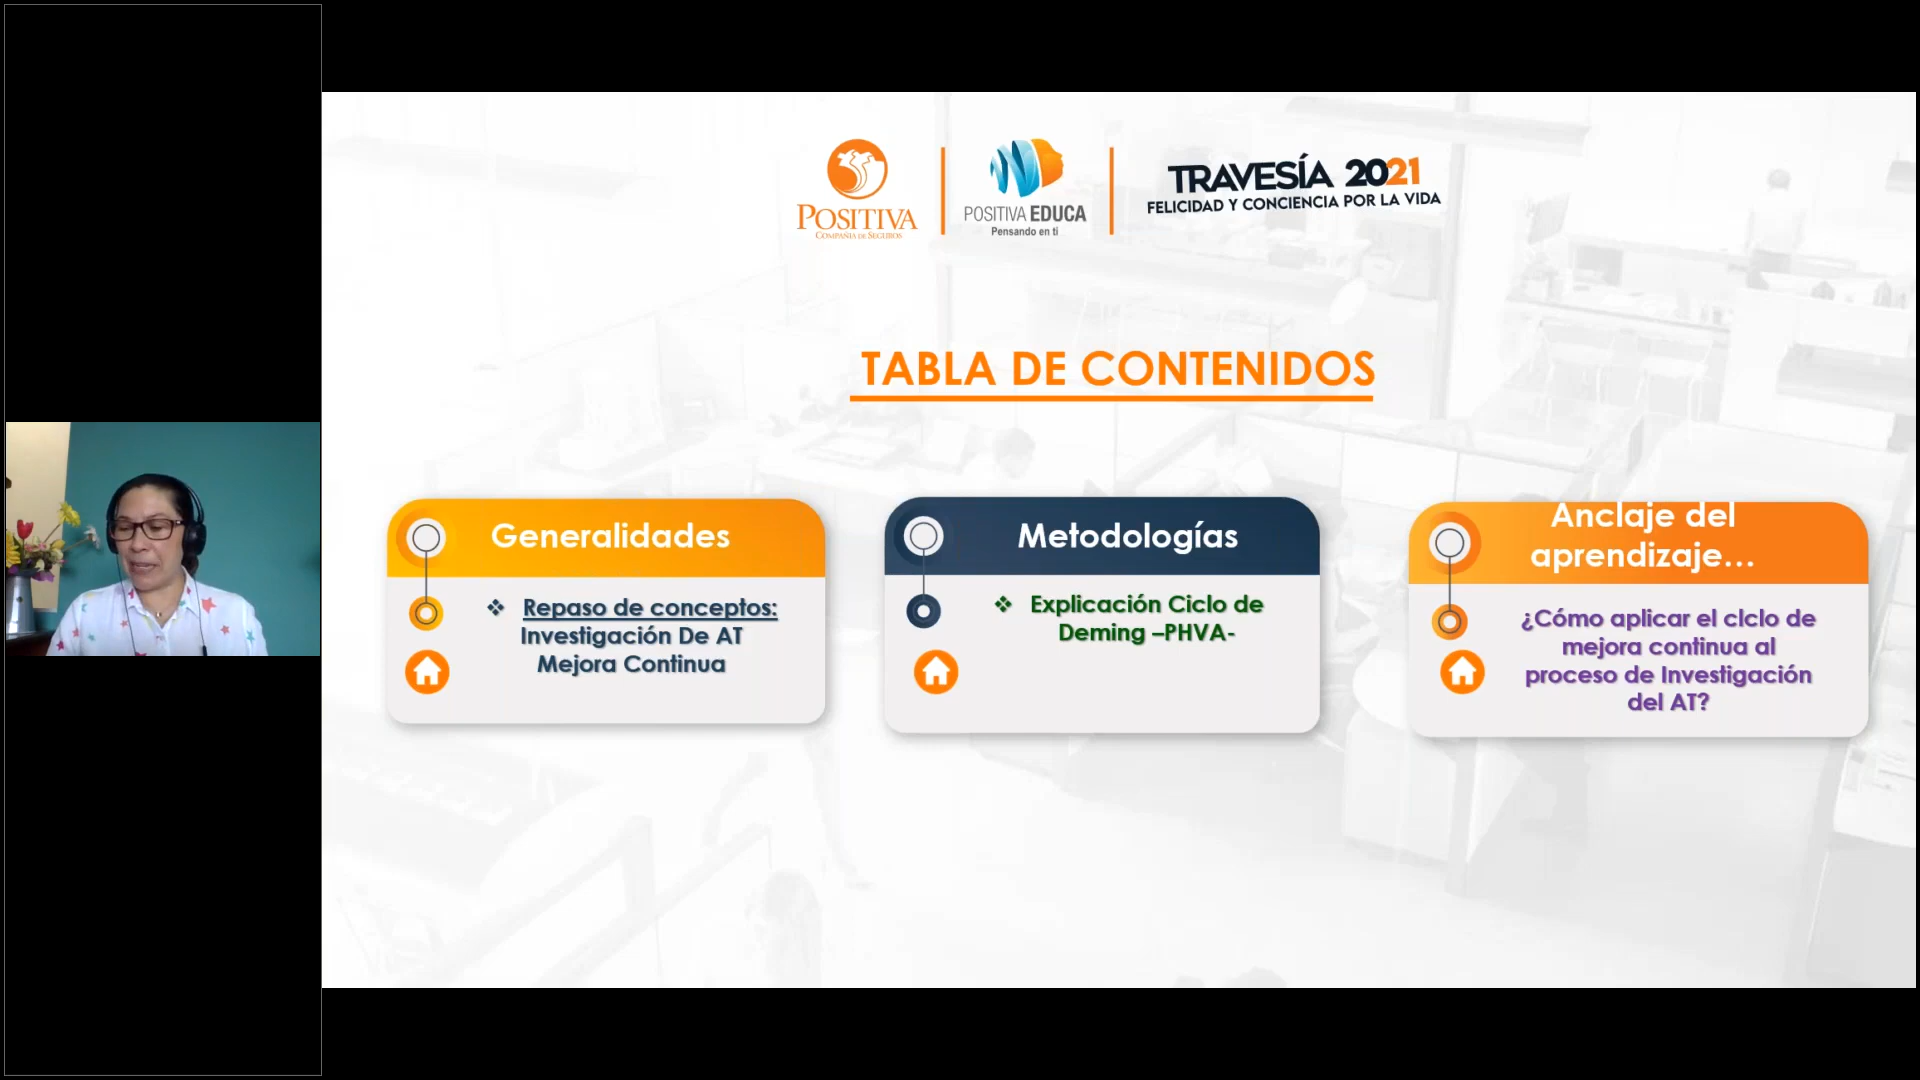 POSITIVA
COMPAÑÍA DE SEGUROS
POSITIVA EDUCA
Pensando en ti
TRAVESÍA 2021
FELICIDAD Y CONCIENCIA POR LA VIDA
TABLA DE CONTENIDOS
Generalidades
❖ Repaso de conceptos:
Investigación De AT
Mejora Continua
Metodologías
❖ Explicación Ciclo de
Deming –PHVA-
Anclaje del
aprendizaje...
¿Cómo aplicar el cIclo de
mejora continua al
proceso de Investigación
del AT?